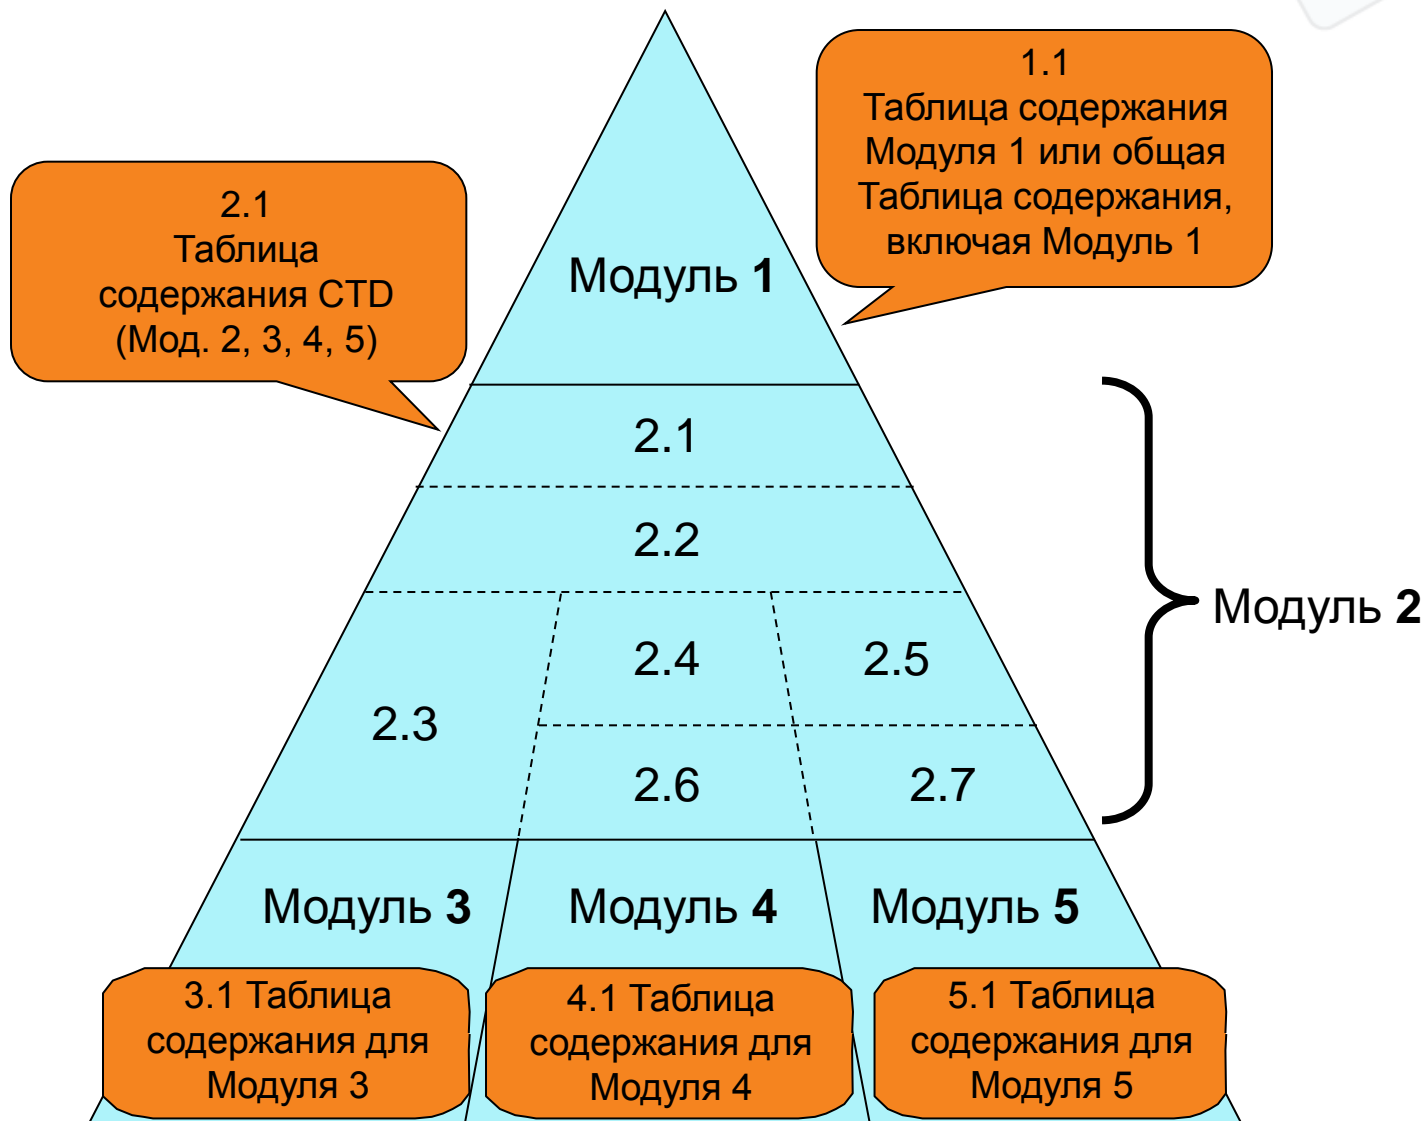 1.1
Таблица содержания
Модуля 1 или общая
Таблица содержания,
включая Модуль 1
2.1
Таблица
содержания CTD
(Мод. 2, 3, 4, 5)
Модуль 1
2.1
2.2
2.3
2.4
2.5
2.6
2.7
Модуль 2
Модуль 3
Модуль 4
Модуль 5
3.1 Таблица
содержания для
Модуля 3
4.1 Таблица
содержания для
Модуля 4
5.1 Таблица
содержания для
Модуля 5